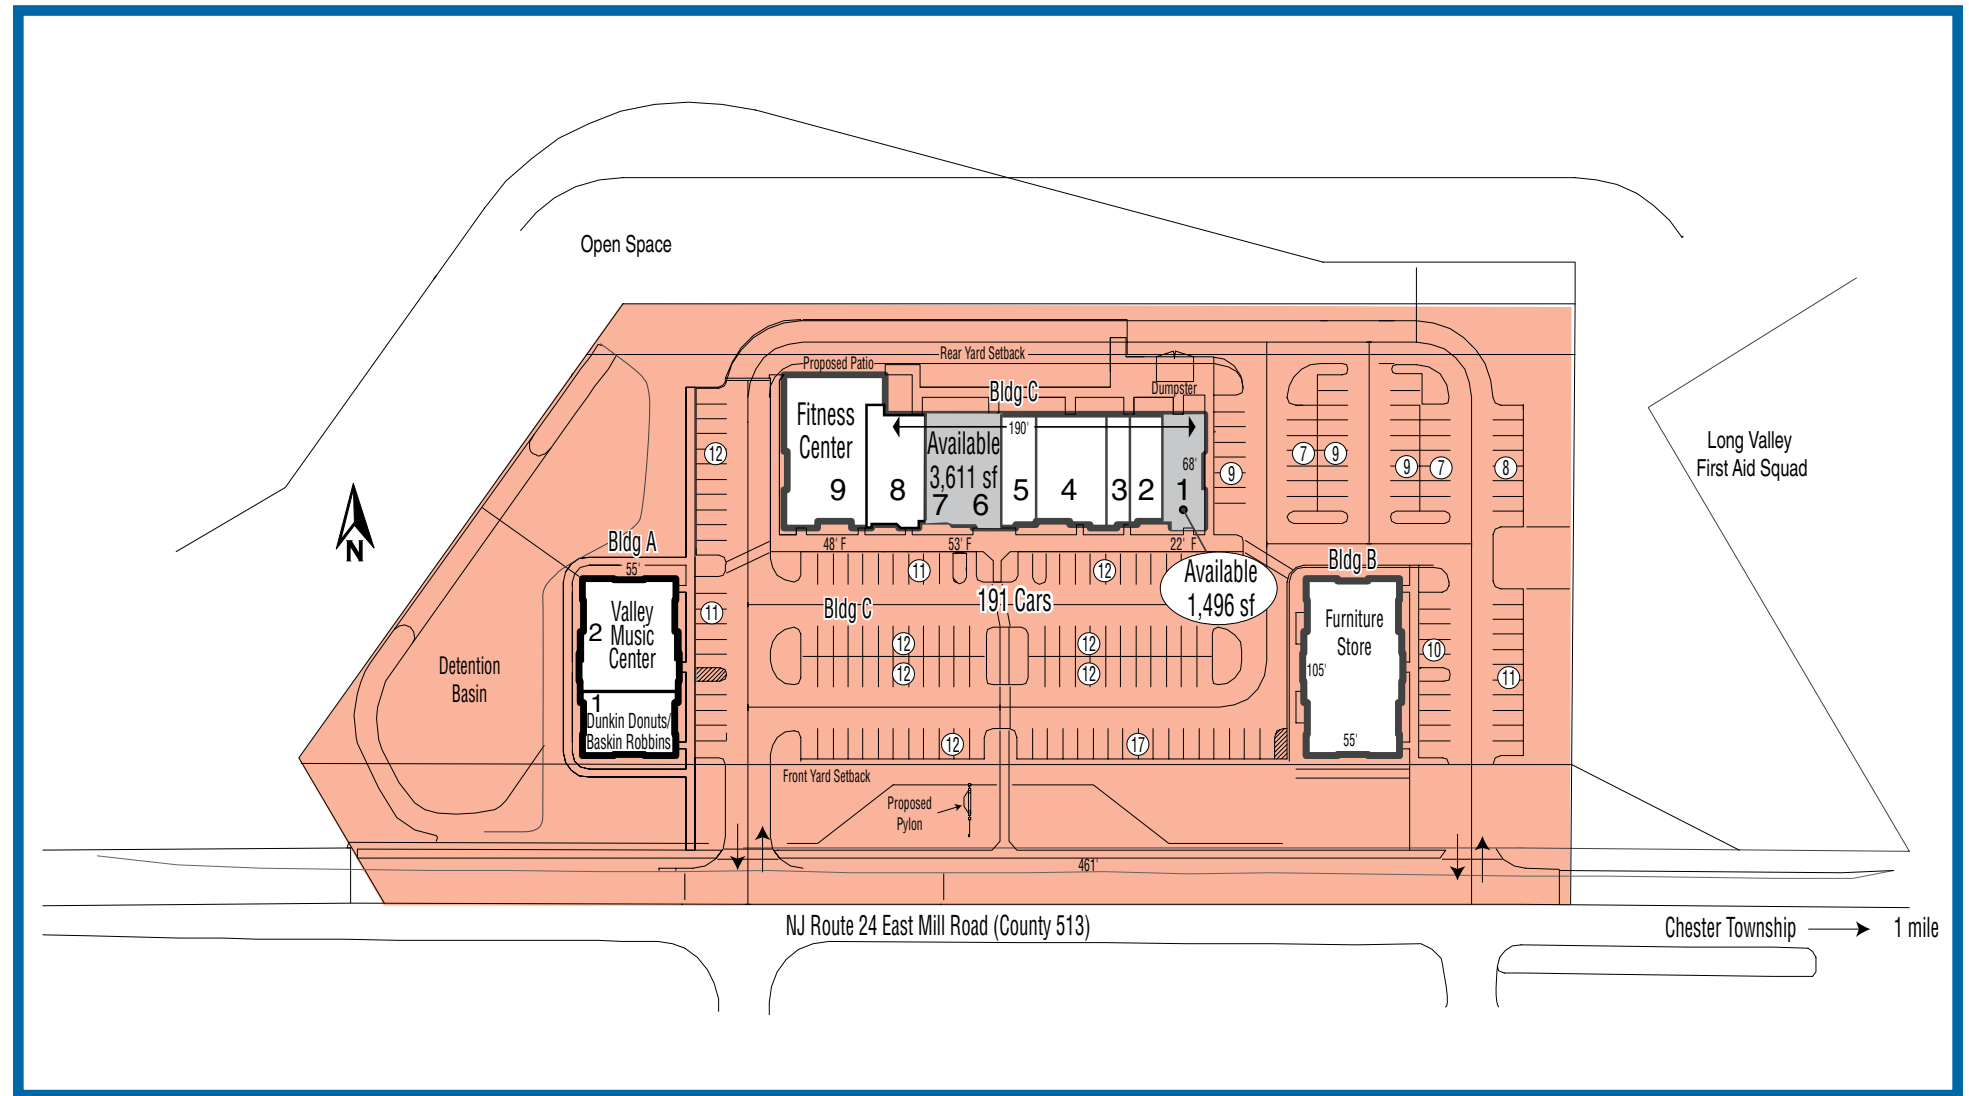 Open Space
Rear Yard Setback
Proposed Patio
Bldg C
Dumpster
Fitness
Center
9
8
Available
3,611 sf
7
6
190'
5
4
3
2
68'
1
48' F
53' F
22' F
12
9
7
9
9
7
8
Long Valley
First Aid Squad
N
Bldg A
55'
Valley
Music
Center
2
1
Dunkin Donuts/
Baskin Robbins
11
11
12
Available
1,496 sf
Bldg B
Furniture
Store
105'
55'
Bldg C
191 Cars
12
12
12
12
10
11
12
17
Detention
Basin
Front Yard Setback
Proposed
Pylon
461'
NJ Route 24 East Mill Road (County 513)
Chester Township
1 mile